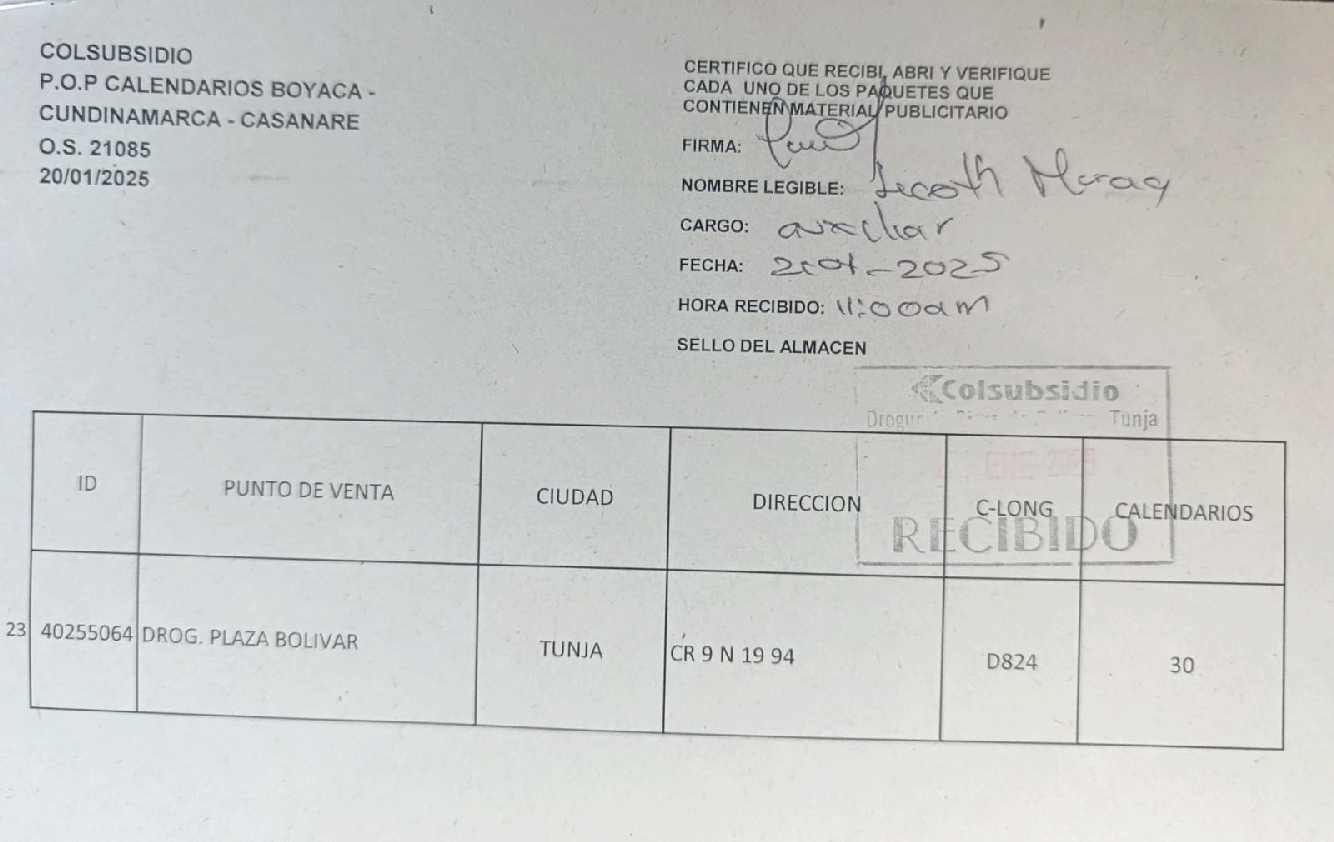 COLSUBSIDIO
P.O.P CALENDARIOS BOYACA -
CUNDINAMARCA - CASANARE
O.S. 21085
20/01/2025
CERTIFICO QUE RECIBI, ABRI Y VERIFIQUE
CADA UNO DE LOS PAQUETES QUE
CONTIENEN MATERIAL PUBLICITARIO
FIRMA:
NOMBRE LEGIBLE:
CARGO: auxiliar
FECHA: -2025
HORA RECIBIDO: 11:00am
SELLO DEL ALMACEN
Colsubsidio
Tunja
ENE 2025
RECIBIDO
ID PUNTO DE VENTA CIUDAD DIRECCION C-LONG CALENDARIOS
23 40255064 DROG. PLAZA BOLIVAR TUNJA CR 9 N 19 94 D824 30